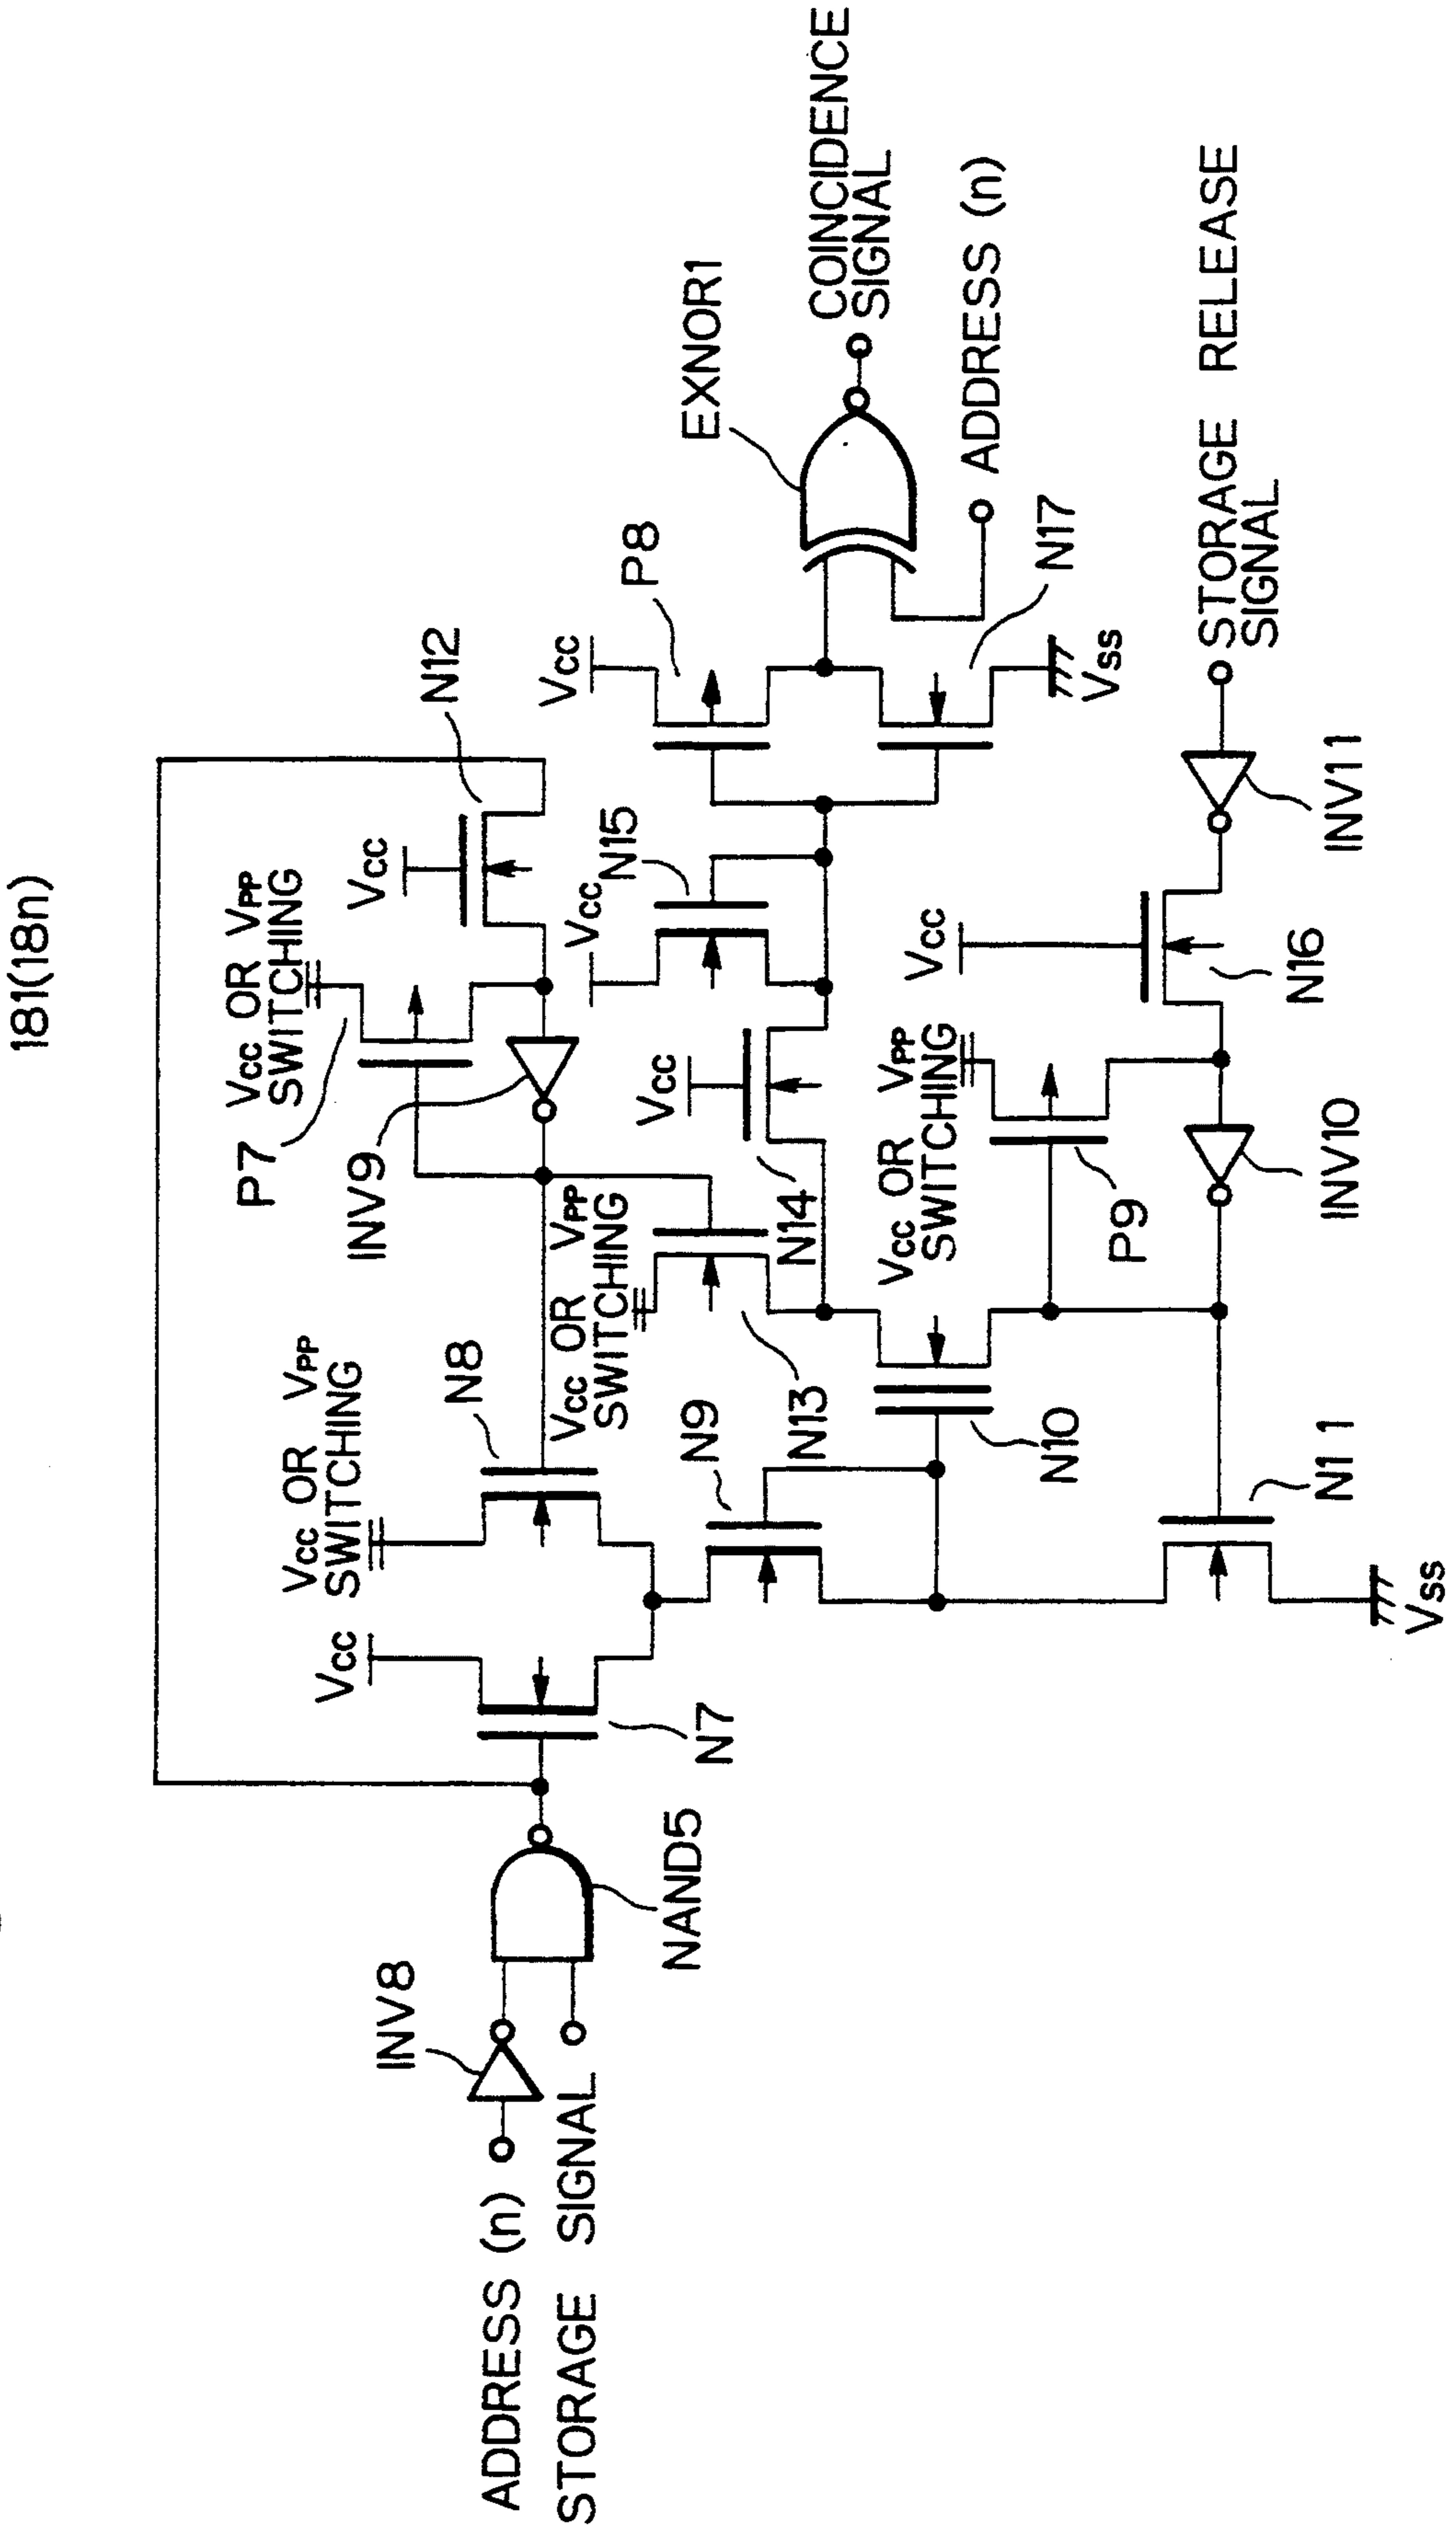 181(18n)
ADDRESS (n)
STORAGE SIGNAL
INV8
NAND5
N7
Vcc
Vcc OR VPP
SWITCHING
N8
N9
N10
N11
Vss
Vcc OR VPP
SWITCHING
P7
INV9
Vcc
N12
Vcc OR VPP
SWITCHING
N13
Vcc
N14
Vcc
N15
Vcc
P8
N17
Vss
EXNOR1
COINCIDENCE
SIGNAL
ADDRESS (n)
Vcc OR VPP
SWITCHING
P9
INV10
Vcc
N16
INV11
STORAGE RELEASE
SIGNAL